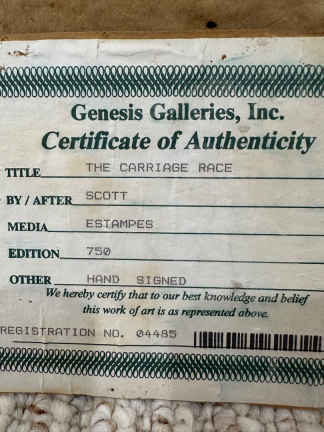 Genesis Galleries, Inc.
Certificate of Authenticity
TITLE THE CARRIAGE RACE
BY / AFTER SCOTT
MEDIA ESTAMPES
EDITION 750
OTHER HAND SIGNED
We hereby certify that to our best knowledge and belief
this work of art is as represented above.
REGISTRATION NO. 04485